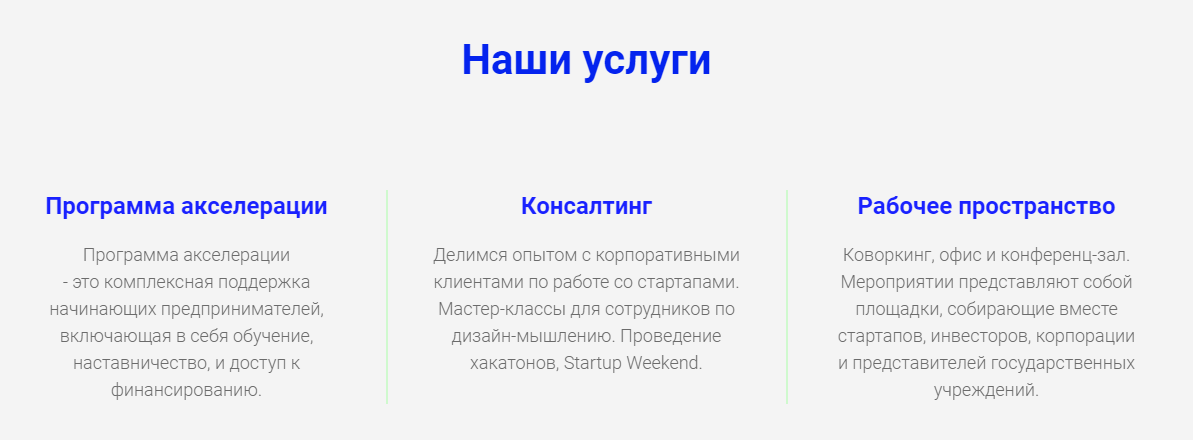 Наши услуги
Программа акселерации
Программа акселерации
- это комплексная поддержка
начинающих предпринимателей,
включающая в себя обучение,
наставничество, и доступ к
финансированию.
Консалтинг
Делимся опытом с корпоративными
клиентами по работе со стартапами.
Мастер-классы для сотрудников по
дизайн-мышлению. Проведение
хакатонов, Startup Weekend.
Рабочее пространство
Коворкинг, офис и конференц-зал.
Мероприятии представляют собой
площадки, собирающие вместе
стартапов, инвесторов, корпорации
и представителей государственных
учреждений.